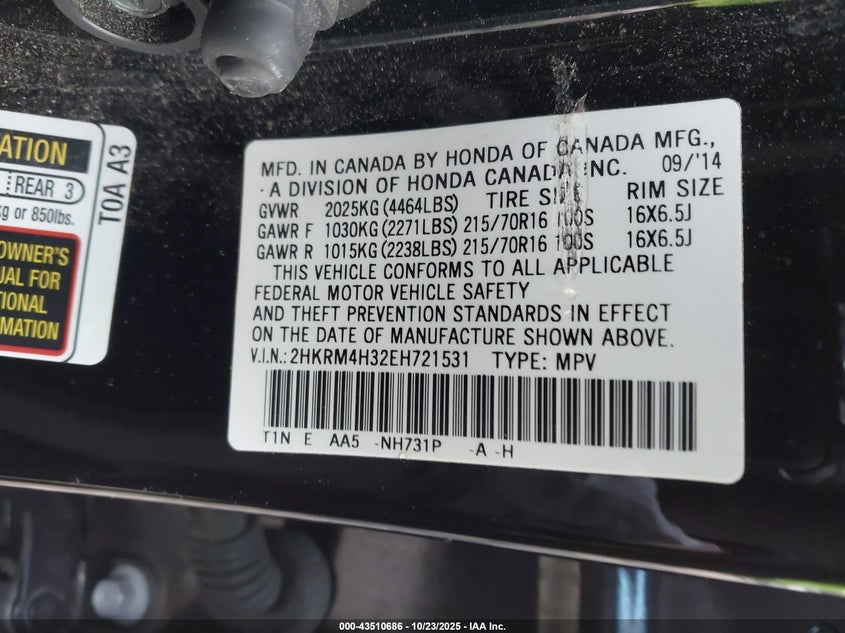 ATION
REAR 3
kg or 850lbs.
OWNER'S
UAL FOR
TIONAL
RMATION
TOA A3
MFD. IN CANADA BY HONDA OF CANADA MFG.,
A DIVISION OF HONDA CANADA INC. 09/'14
GVWR 2025KG (4464LBS) TIRE SIZE RIM SIZE
GAWR F 1030KG (2271LBS) 215/70R16 100S 16X6.5J
GAWR R 1015KG (2238LBS) 215/70R16 100S 16X6.5J
THIS VEHICLE CONFORMS TO ALL APPLICABLE
FEDERAL MOTOR VEHICLE SAFETY
AND THEFT PREVENTION STANDARDS IN EFFECT
ON THE DATE OF MANUFACTURE SHOWN ABOVE.
V.I.N.: 2HKRM4H32EH721531 TYPE: MPV
T1N E AA5 -NH731P -A -H
000-43510686 - 10/23/2025 - IAA Inc.